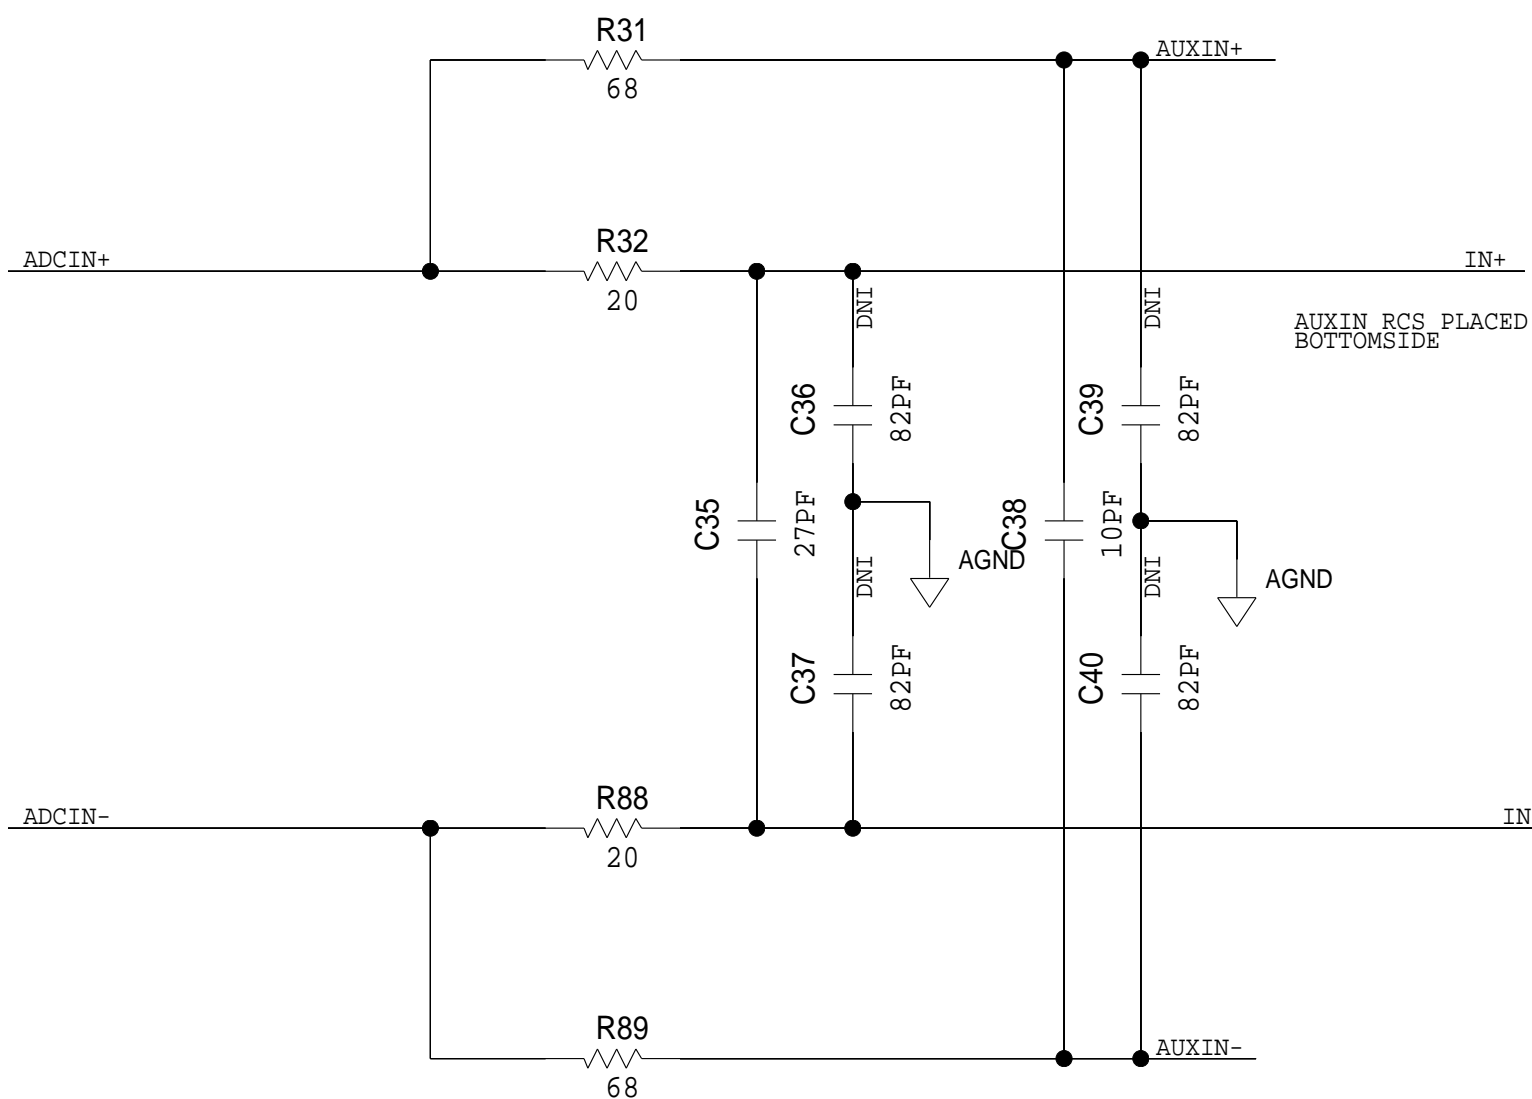 R31
68
AUXIN+
ADCIN+
R32
20
IN+
DNI
DNI
AUXIN RCS PLACED
BOTTOMSIDE
C36
82PF
C39
82PF
C35
27PF
C38
10PF
AGND
DNI
DNI
AGND
C37
82PF
C40
82PF
ADCIN-
R88
20
IN
R89
68
AUXIN-